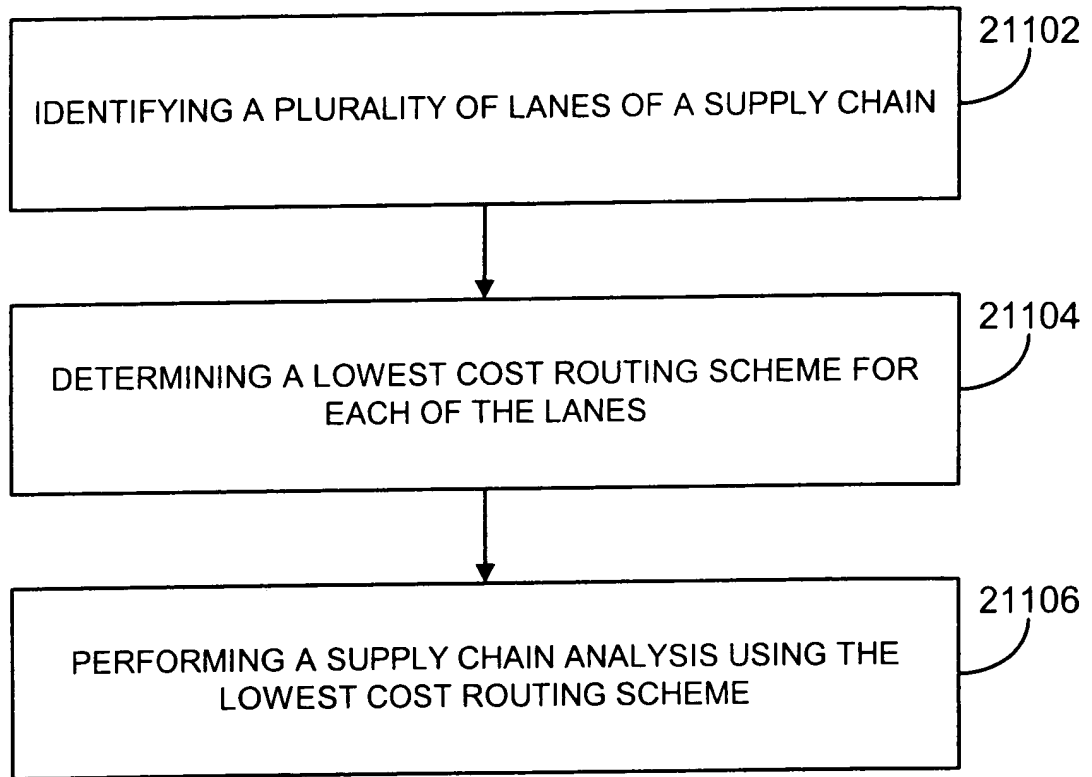 21102
IDENTIFYING A PLURALITY OF LANES OF A SUPPLY CHAIN
21104
DETERMINING A LOWEST COST ROUTING SCHEME FOR
EACH OF THE LANES
21106
PERFORMING A SUPPLY CHAIN ANALYSIS USING THE
LOWEST COST ROUTING SCHEME